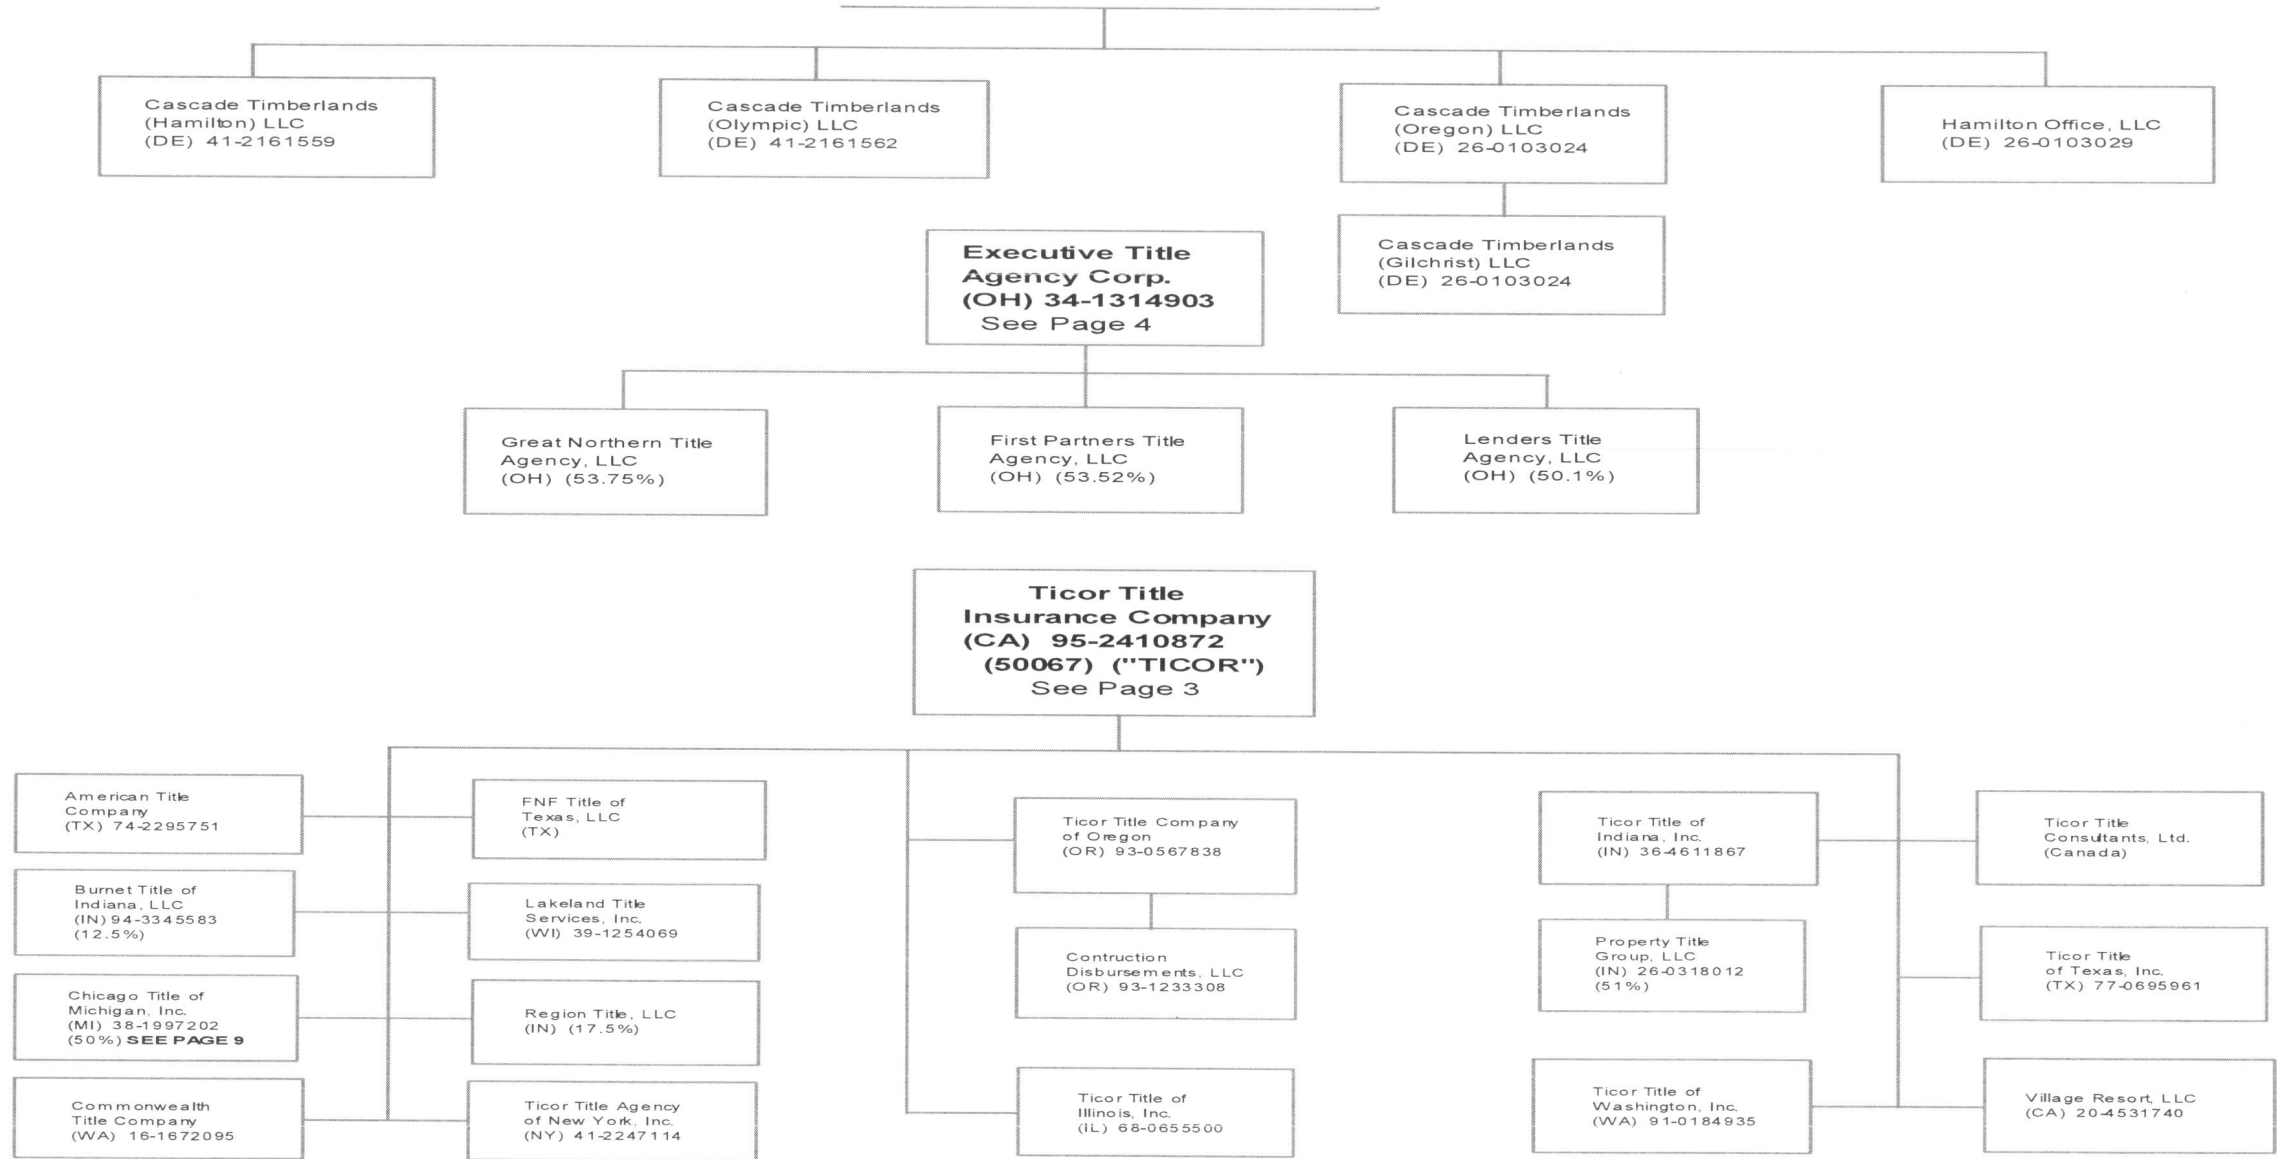 Cascade Timberlands
(Hamilton) LLC
(DE) 41-2161559
Cascade Timberlands
(Olympic) LLC
(DE) 41-2161562
Cascade Timberlands
(Oregon) LLC
(DE) 26-0103024
Hamilton Office, LLC
(DE) 26-0103029
Cascade Timberlands
(Gilchrist) LLC
(DE) 26-0103024
Executive Title
Agency Corp.
(OH) 34-1314903
See Page 4
Great Northern Title
Agency, LLC
(OH) (53.75%)
First Partners Title
Agency, LLC
(OH) (53.52%)
Lenders Title
Agency, LLC
(OH) (50.1%)
Ticor Title
Insurance Company
(CA) 95-2410872
(50067) ("TICOR")
See Page 3
American Title
Company
(TX) 74-2295751
FNF Title of
Texas, LLC
(TX)
Ticor Title Company
of Oregon
(OR) 93-0567838
Ticor Title of
Indiana, Inc.
(IN) 36-4611867
Ticor Title
Consultants, Ltd.
(Canada)
Burnet Title of
Indiana, LLC
(IN) 94-3345583
(12.5%)
Lakeland Title
Services, Inc.
(WI) 39-1254069
Contruction
Disbursements, LLC
(OR) 93-1233308
Property Title
Group, LLC
(IN) 26-0318012
(51%)
Ticor Title
of Texas, Inc.
(TX) 77-0695961
Chicago Title of
Michigan, Inc.
(MI) 38-1997202
(50%) SEE PAGE 9
Region Title, LLC
(IN) (17.5%)
Commonwealth
Title Company
(WA) 16-1672095
Ticor Title Agency
of New York, Inc.
(NY) 41-2247114
Ticor Title of
Illinois, Inc.
(IL) 68-0655500
Ticor Title of
Washington, Inc.
(WA) 91-0184935
Village Resort, LLC
(CA) 20-4531740